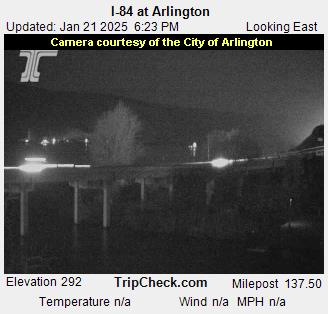 I-84 at Arlington
Updated: Jan 21 2025 6:23 PM Looking East
Camera courtesy of the City of Arlington
Elevation 292 TripCheck.com Milepost 137.50
Temperature n/a Wind n/a MPH n/a